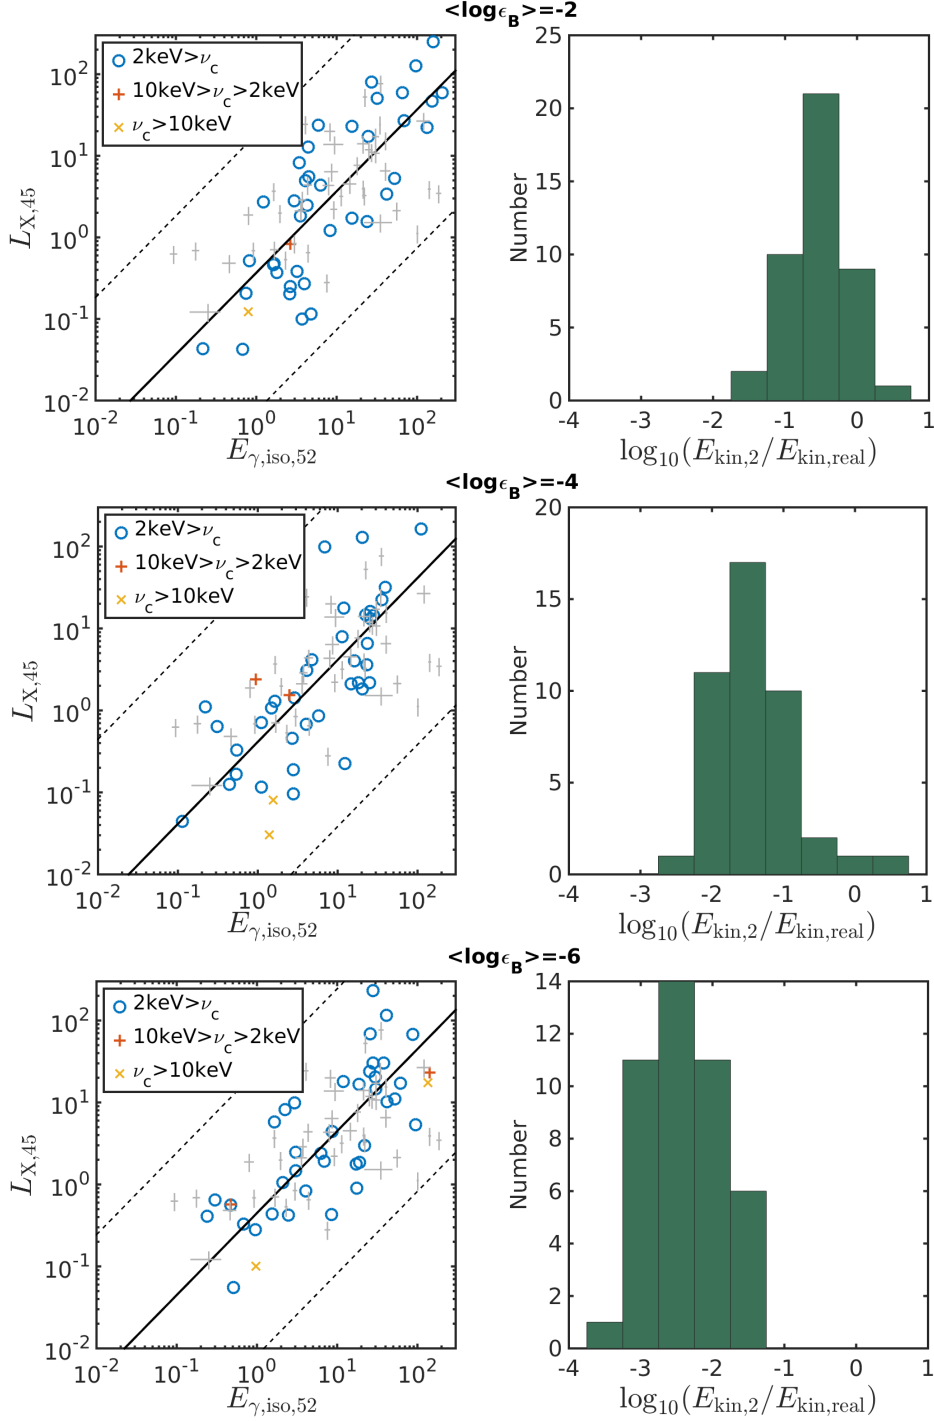 <logϵ_B>=-2
2keV>ν_c
10keV>ν_c>2keV
ν_c>10keV
10^2
10^1
10^0
10^-1
10^-2
L_X,45
10^-2 10^-1 10^0 10^1 10^2
E_γ,iso,52
25
20
15
10
5
0
Number
-4 -3 -2 -1 0 1
log_10(E_kin,2/E_kin,real)
<logϵ_B>=-4
2keV>ν_c
10keV>ν_c>2keV
ν_c>10keV
10^2
10^1
10^0
10^-1
10^-2
L_X,45
10^-2 10^-1 10^0 10^1 10^2
E_γ,iso,52
20
15
10
5
0
Number
-4 -3 -2 -1 0 1
log_10(E_kin,2/E_kin,real)
<logϵ_B>=-6
2keV>ν_c
10keV>ν_c>2keV
ν_c>10keV
10^2
10^1
10^0
10^-1
10^-2
L_X,45
10^-2 10^-1 10^0 10^1 10^2
E_γ,iso,52
14
12
10
8
6
4
2
0
Number
-4 -3 -2 -1 0 1
log_10(E_kin,2/E_kin,real)